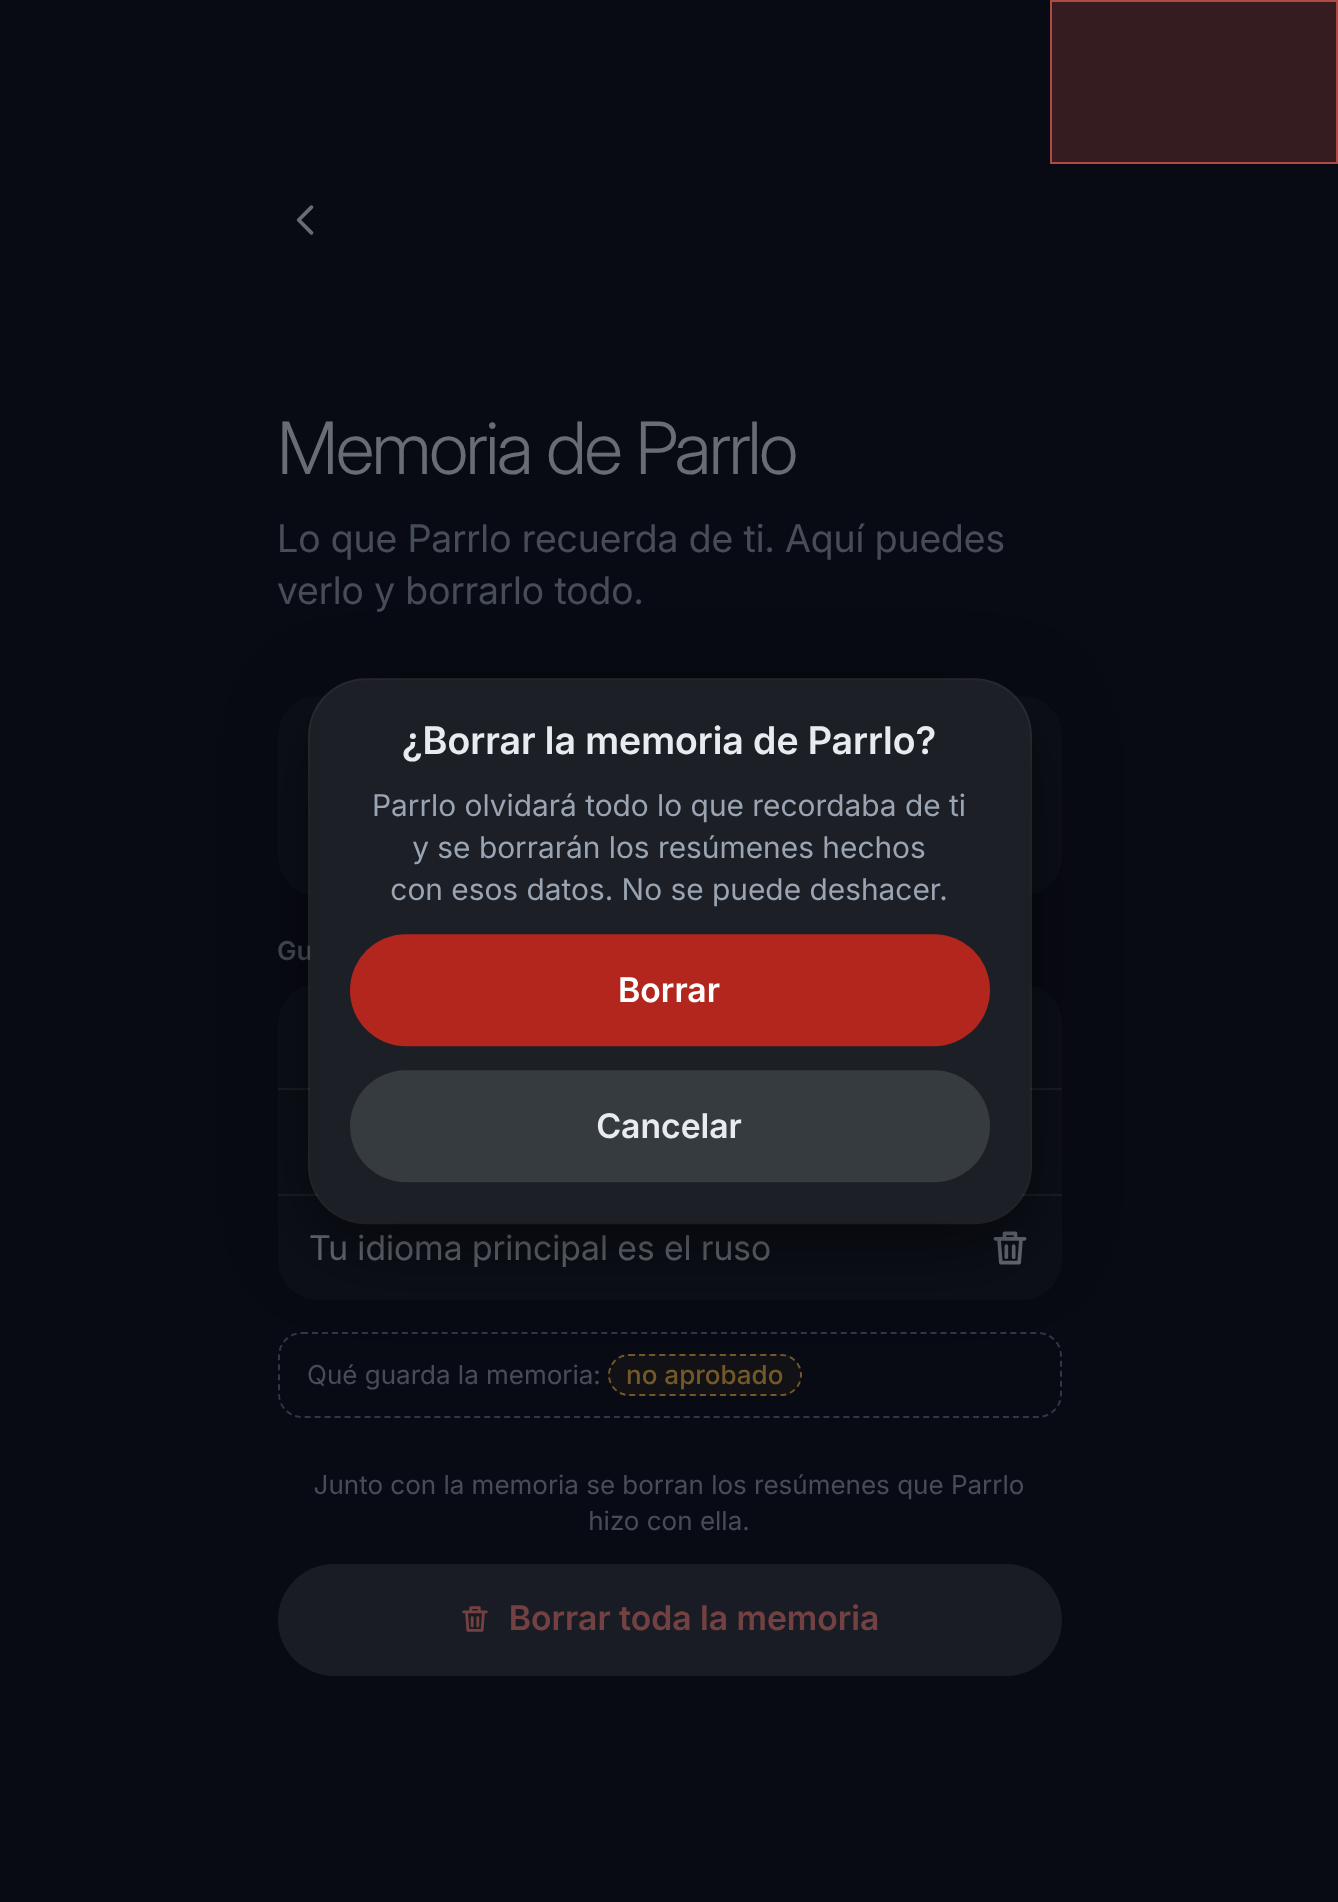 Memoria de Parrlo
Lo que Parrlo recuerda de ti. Aquí puedes
verlo y borrarlo todo.
¿Borrar la memoria de Parrlo?
Parrlo olvidará todo lo que recordaba de ti
y se borrarán los resúmenes hechos
con esos datos. No se puede deshacer.
Borrar
Cancelar
Tu idioma principal es el ruso
Qué guarda la memoria: no aprobado
Junto con la memoria se borran los resúmenes que Parrlo
hizo con ella.
Borrar toda la memoria